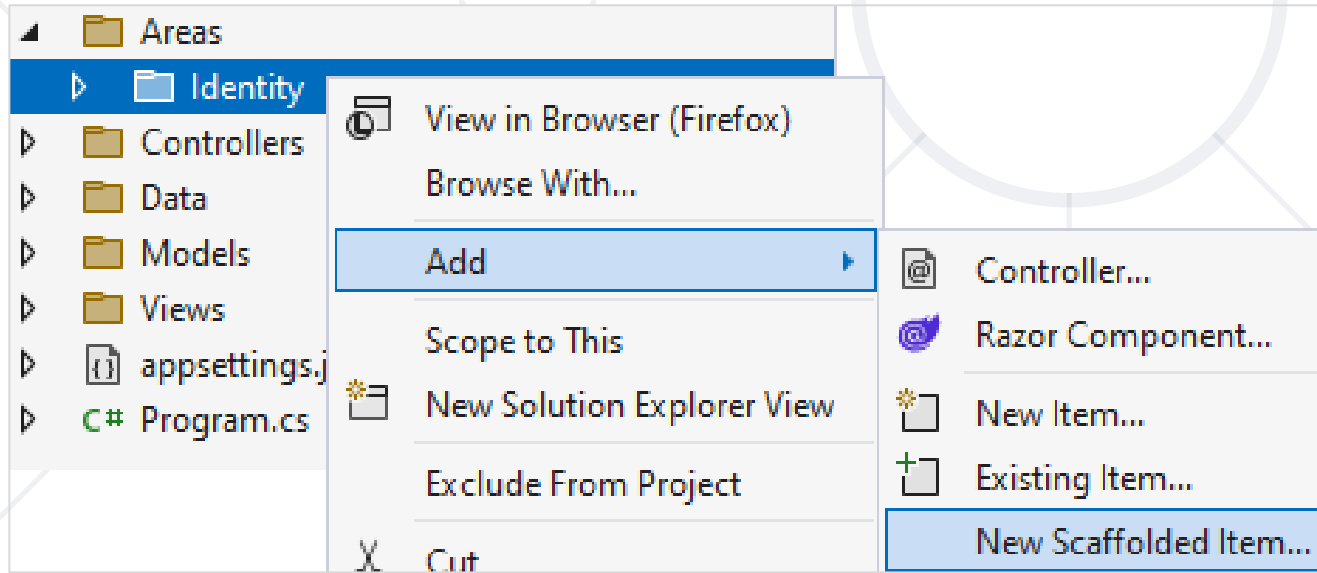 Areas
Identity
Controllers
Data
Models
Views
appsettings.j
C# Program.cs
View in Browser (Firefox)
Browse With...
Add
Scope to This
New Solution Explorer View
Exclude From Project
Cut
Controller...
Razor Component...
New Item...
Existing Item...
New Scaffolded Item...